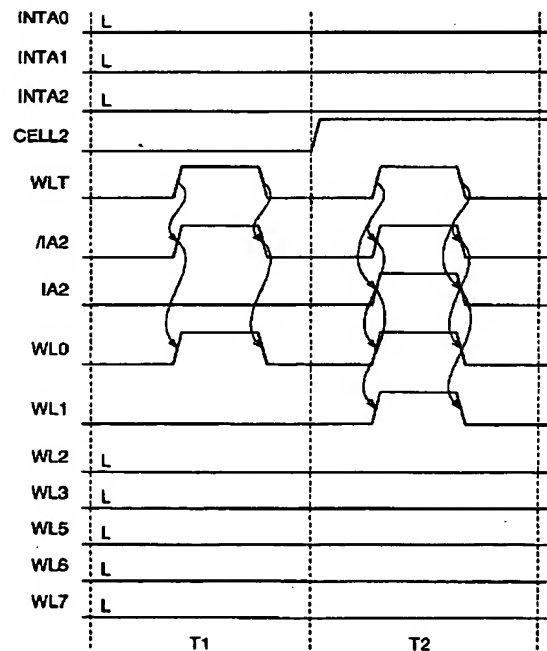 INTA0 L
INTA1 L
INTA2 L
CELL2
WLT
/IA2
IA2
WL0
WL1
WL2 L
WL3 L
WL5 L
WL6 L
WL7 L
T1 T2